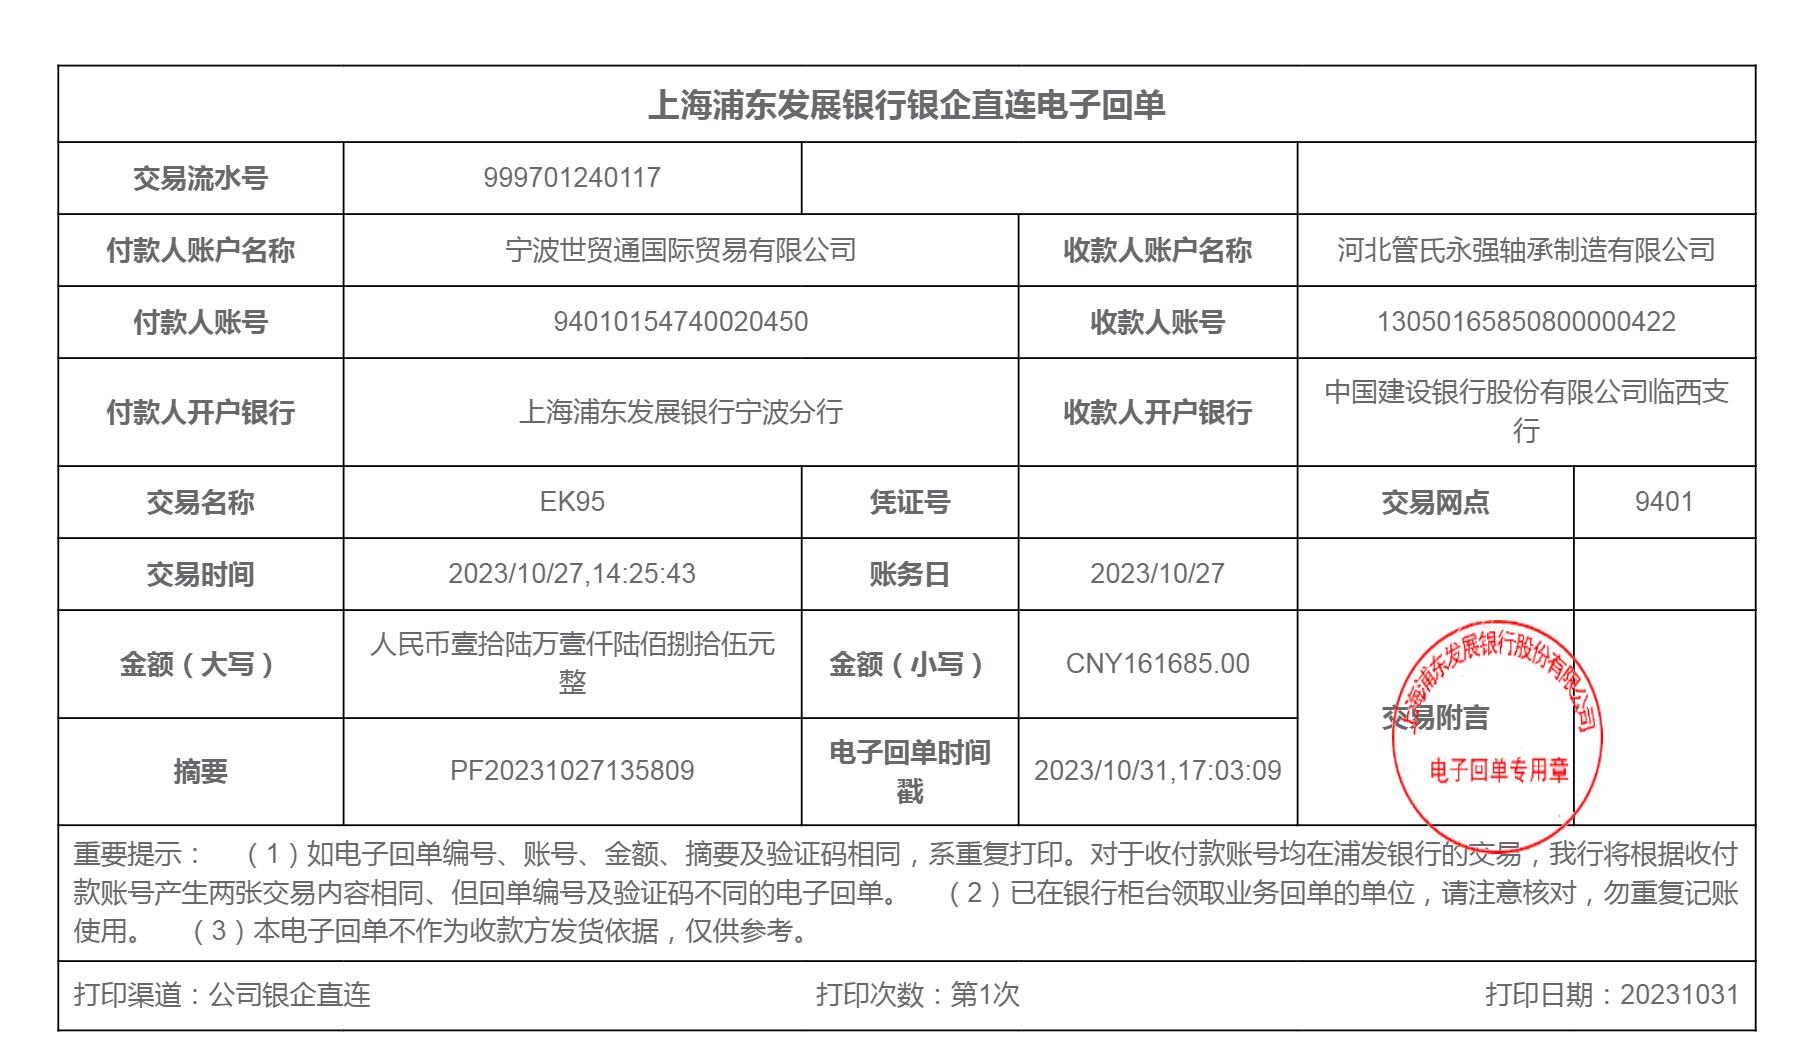 上海浦东发展银行银企直连电子回单
交易流水号 999701240117
付款人账户名称 宁波世贸通国际贸易有限公司 收款人账户名称 河北管氏永强轴承制造有限公司
付款人账号 94010154740020450 收款人账号 13050165850800000422
付款人开户银行 上海浦东发展银行宁波分行 收款人开户银行 中国建设银行股份有限公司临西支
行
交易名称 EK95 凭证号 交易网点 9401
交易时间 2023/10/27,14:25:43 账务日 2023/10/27
金额（大写） 人民币壹拾陆万壹仟陆佰捌拾伍元
整
金额（小写） CNY161685.00
交易附言
上海浦东发展银行股份有限公司
电子回单专用章
摘要 PF20231027135809 电子回单时间
戳
2023/10/31,17:03:09
重要提示： （1）如电子回单编号、账号、金额、摘要及验证码相同，系重复打印。对于收付款账号均在浦发银行的交易，我行将根据收付
款账号产生两张交易内容相同、但回单编号及验证码不同的电子回单。 （2）已在银行柜台领取业务回单的单位，请注意核对，勿重复记账
使用。 （3）本电子回单不作为收款方发货依据，仅供参考。
打印渠道：公司银企直连 打印次数：第1次 打印日期：20231031